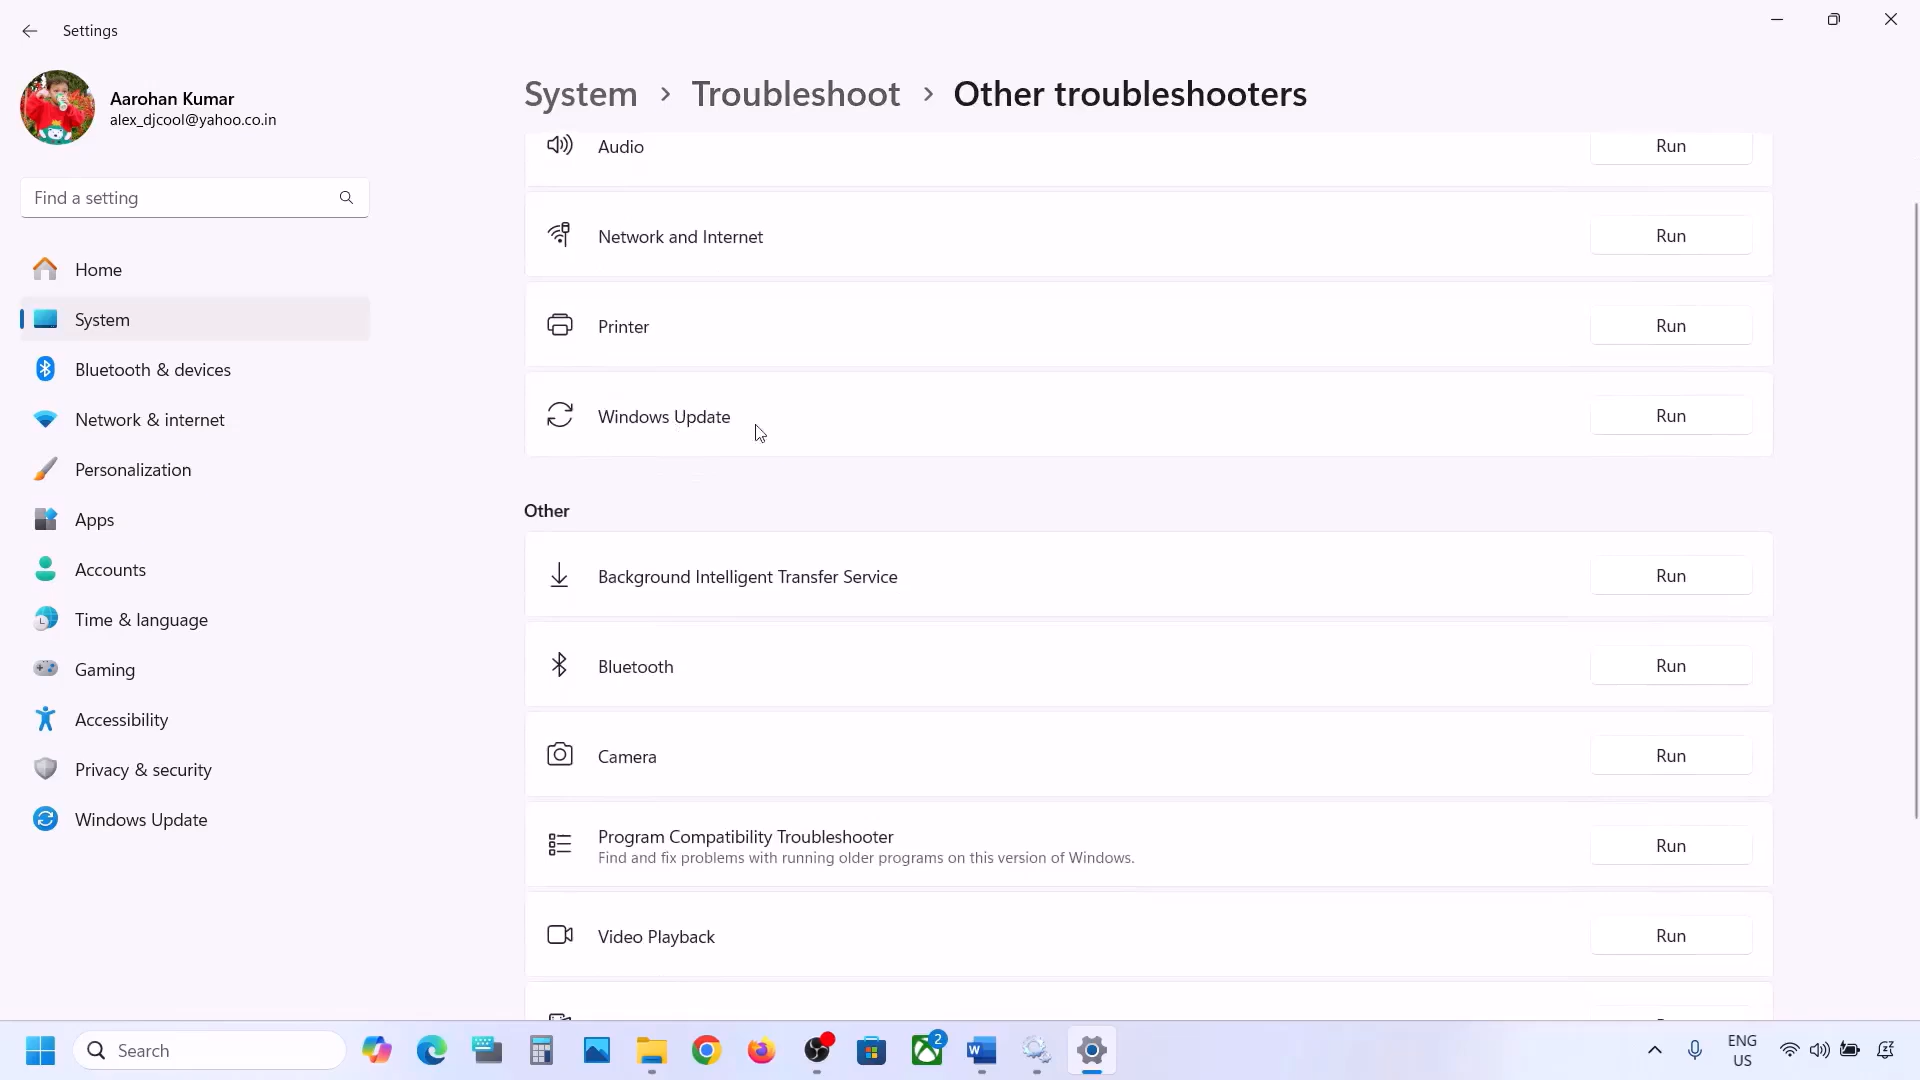 Settings
Aarohan Kumar
alex_djcool@yahoo.co.in
Find a setting
Home
System
Bluetooth & devices
Network & internet
Personalization
Apps
Accounts
Time & language
Gaming
Accessibility
Privacy & security
Windows Update
System > Troubleshoot > Other troubleshooters
Audio Run
Network and Internet Run
Printer Run
Windows Update Run
Other
Background Intelligent Transfer Service Run
Bluetooth Run
Camera Run
Program Compatibility Troubleshooter Run
Find and fix problems with running older programs on this version of Windows.
Video Playback Run
Search
2
ENG
US